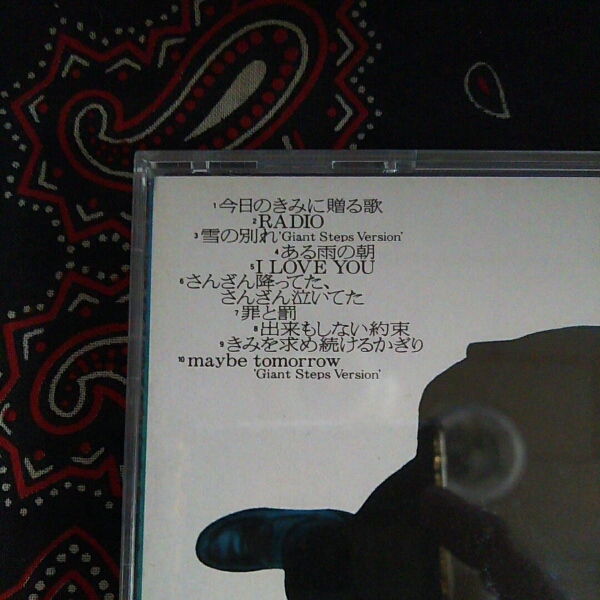 1 今日のきみに贈る歌
2 RADIO
3 雪の別れ 'Giant Steps Version'
4 ある雨の朝
5 I LOVE YOU
6 さんざん降ってた、
さんざん泣いてた
7 罪と罰
8 出来もしない約束
9 きみを求め続けるかぎり
10 maybe tomorrow
'Giant Steps Version'